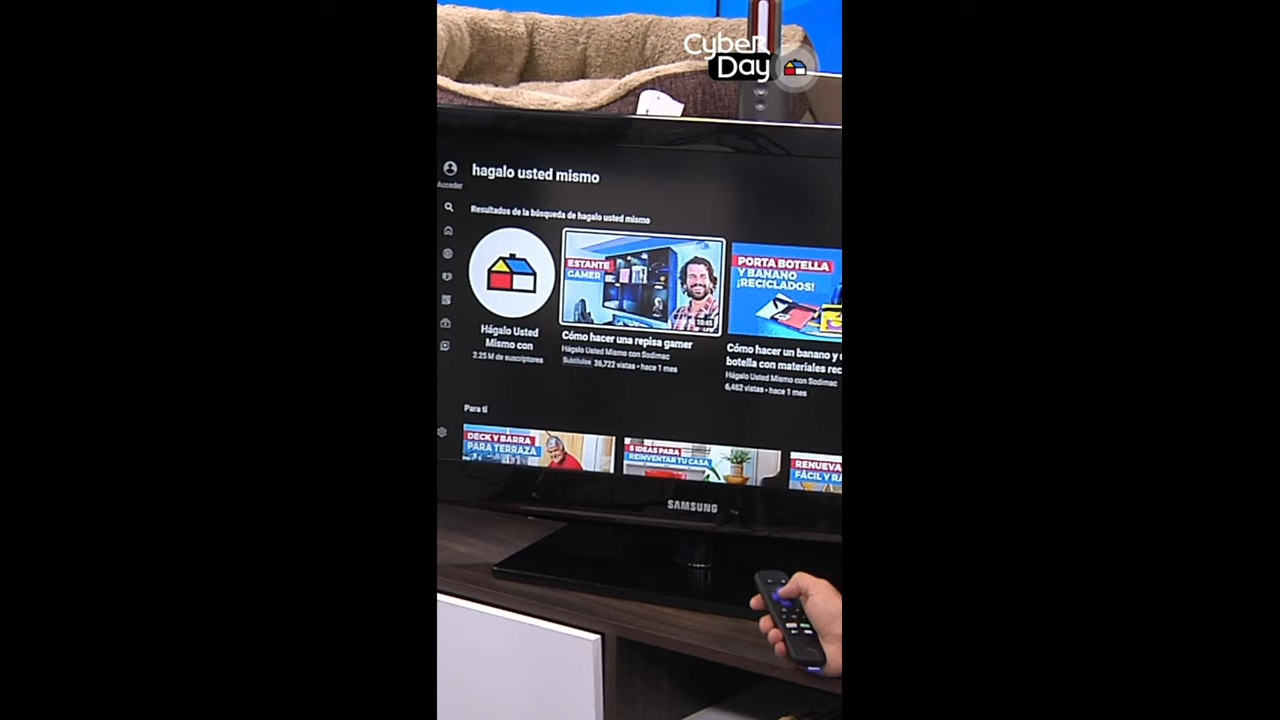 Cyber
Day
hagalo usted mismo
Acceder
Resultados de la búsqueda de hagalo usted mismo
ESTANTE
GAMER
10:45
PORTA BOTELLA
Y BANANO
¡RECICLADOS!
Hágalo Usted
Mismo con
2.25 M de suscriptores
Cómo hacer una repisa gamer
Hágalo Usted Mismo con Sodimac
Subtítulos 36,722 vistas • hace 1 mes
Cómo hacer un banano y
botella con materiales rec
Hágalo Usted Mismo con Sodimac
6,462 vistas • hace 1 mes
Para ti
DECK Y BARRA
PARA TERRAZA
5 IDEAS PARA
REINVENTAR TU CASA
RENUEVA
FÁCIL Y RÁ
SAMSUNG